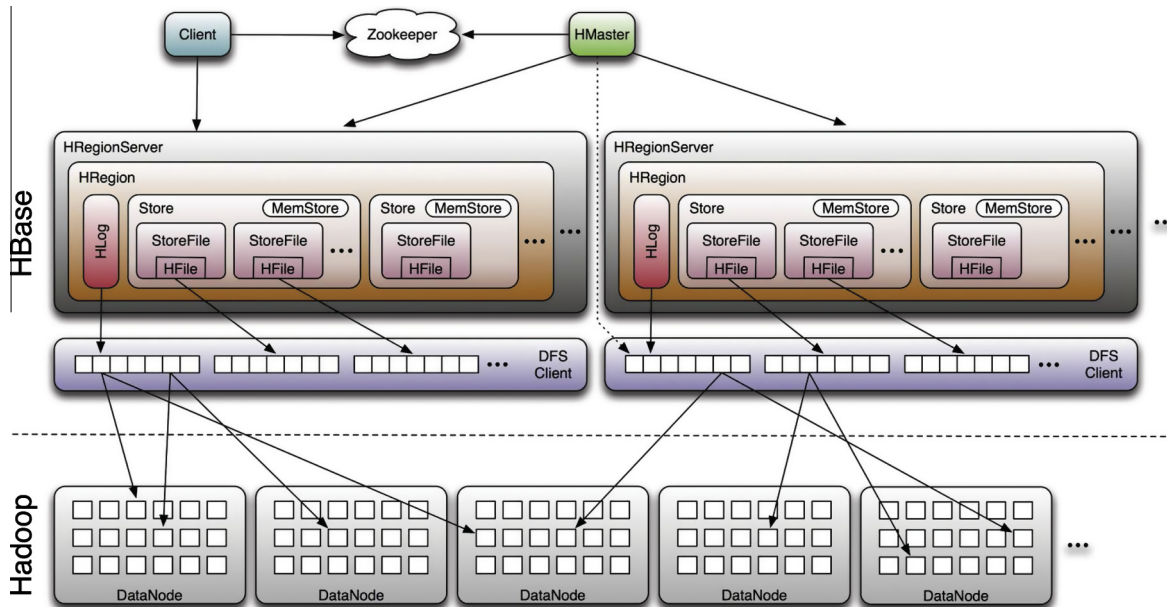 Client
Zookeeper
HMaster
HBase
HRegionServer
HRegion
HLog
Store
MemStore
StoreFile
HFile
StoreFile
HFile
...
Store
MemStore
StoreFile
HFile
...
...
HRegionServer
HRegion
HLog
Store
MemStore
StoreFile
HFile
StoreFile
HFile
...
Store
MemStore
StoreFile
HFile
...
...
...
...
DFS
Client
...
DFS
Client
Hadoop
DataNode
DataNode
DataNode
DataNode
DataNode
...